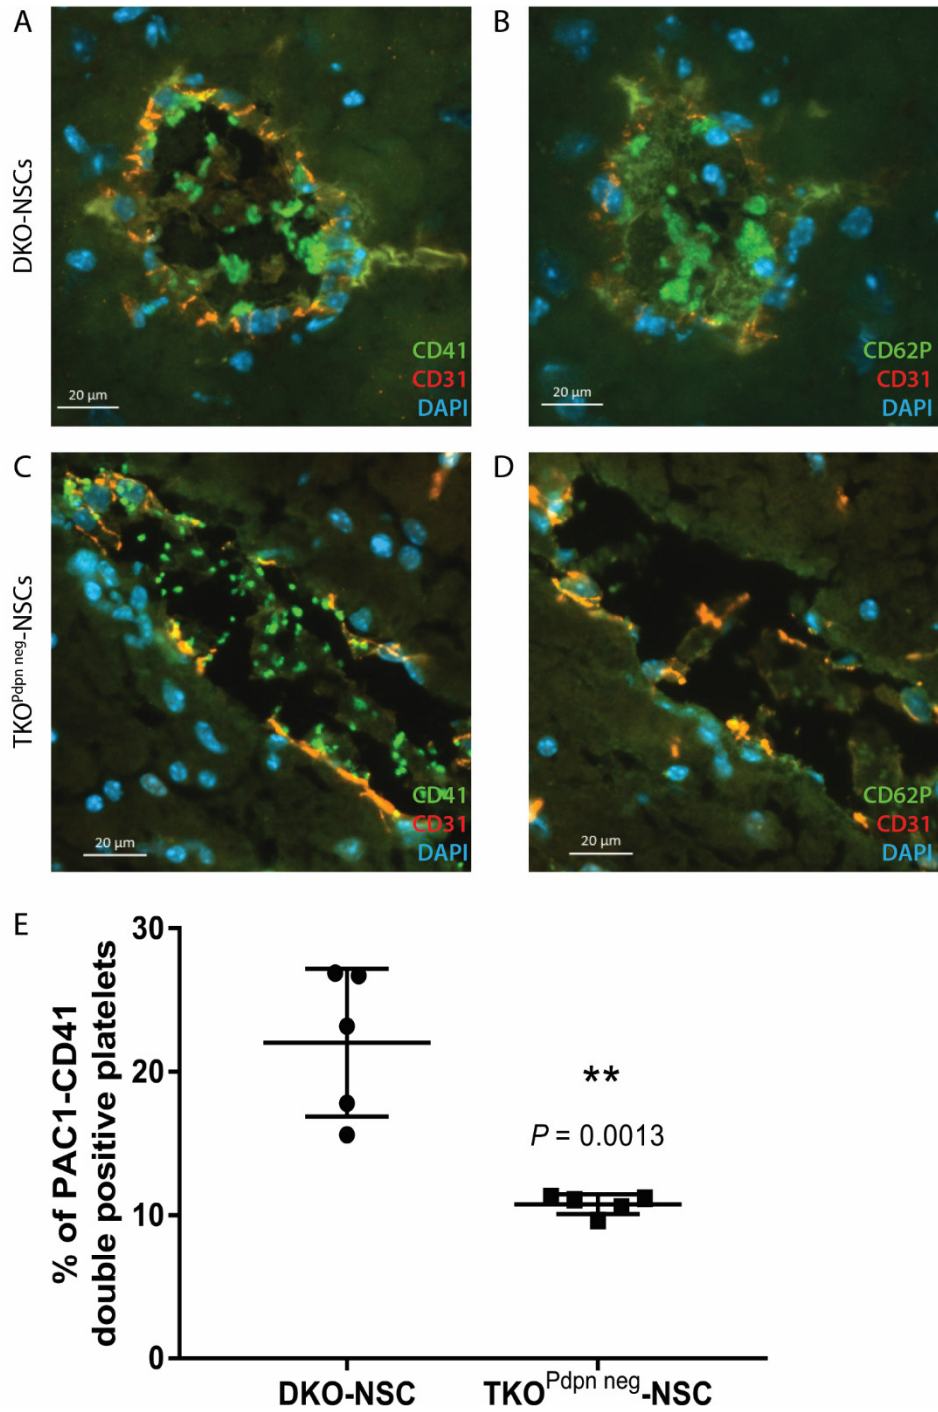 A
B
DKO-NSCs
CD41
CD31
DAPI
20 µm
CD62P
CD31
DAPI
20 µm
C
D
TKOPdpn neg-NSCs
CD41
CD31
DAPI
20 µm
CD62P
CD31
DAPI
20 µm
E
% of PAC1-CD41
double positive platelets
30
20
10
0
**
P = 0.0013
DKO-NSC
TKOPdpn neg-NSC